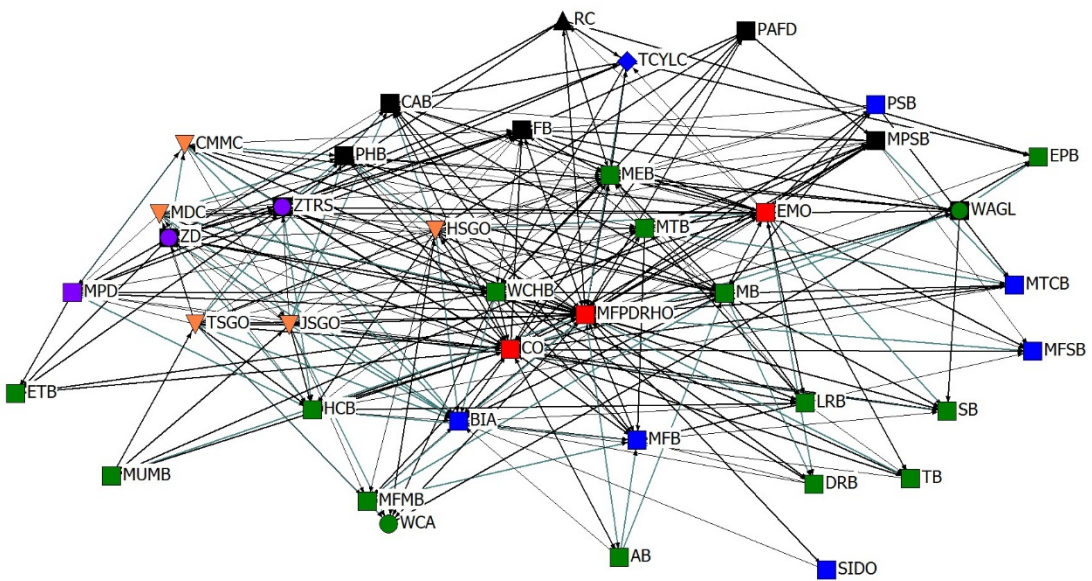 RC
PAFD
TCYLC
CAB
PSB
FB
MPSB
CMMC
PHB
EPB
MEB
ZTRS
MDC
EMO
WAGL
HSGO
MTB
ZD
MPD
WCHB
MB
MTCB
MFPDRHO
TSGO
JSGO
CO
MFSB
ETB
HCB
LRB
SB
BIA
MFB
MUMB
DRB
TB
MFMB
WCA
AB
SIDO